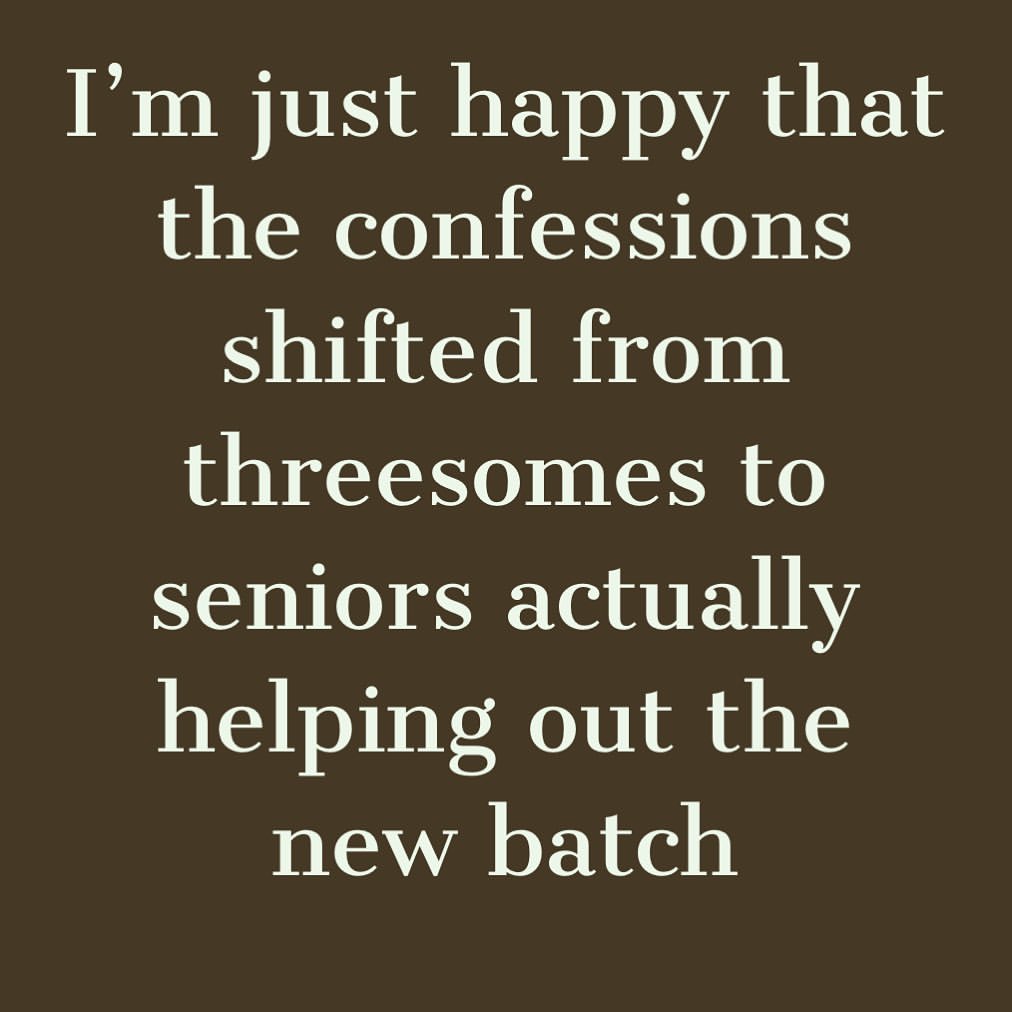 I’m just happy that
the confessions
shifted from
threesomes to
seniors actually
helping out the
new batch